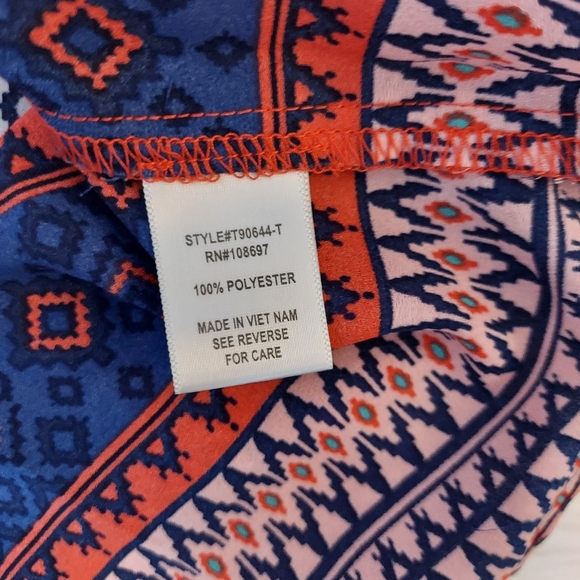 STYLE#T90644-T
RN#108697
100% POLYESTER
MADE IN VIET NAM
SEE REVERSE
FOR CARE